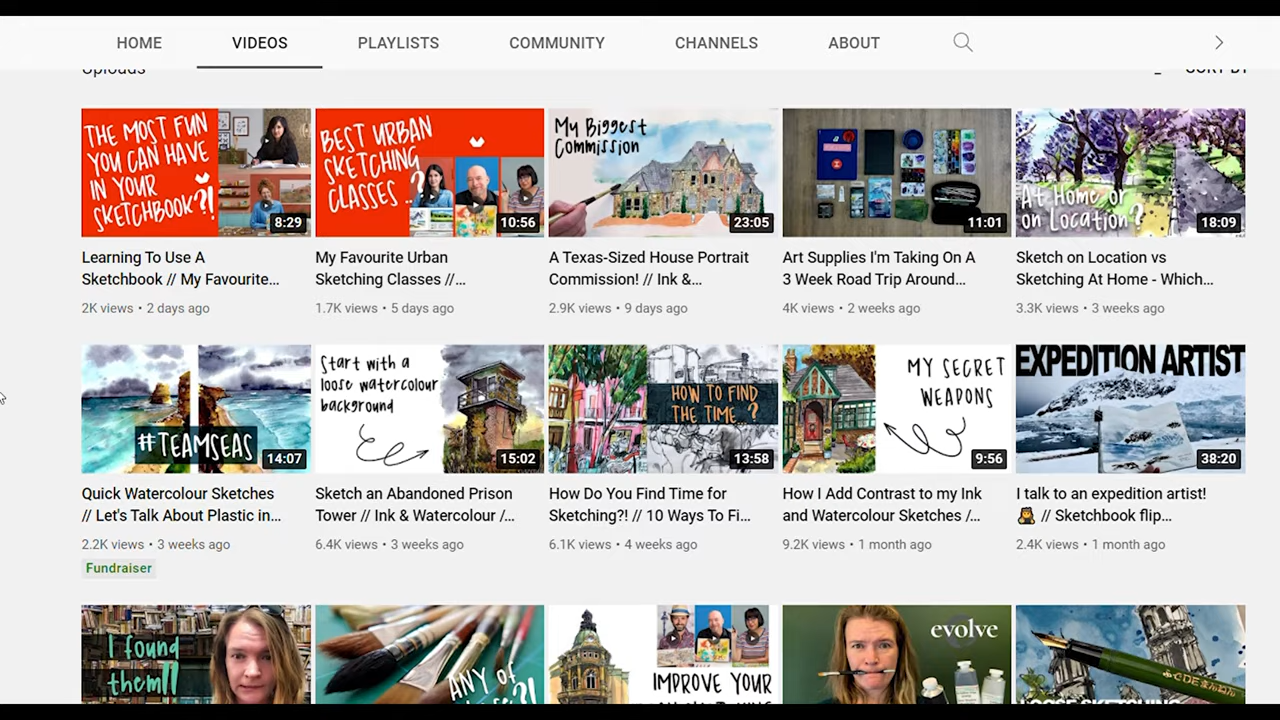 HOME VIDEOS PLAYLISTS COMMUNITY CHANNELS ABOUT
Uploads SORT BY
THE MOST FUN
YOU CAN HAVE
IN YOUR
SKETCHBOOK?!
8:29
BEST URBAN
SKETCHING
CLASSES ..?
10:56
My Biggest
Commission
23:05
11:01
At Home or
on Location?
18:09
Learning To Use A
Sketchbook // My Favourite...
2K views • 2 days ago
My Favourite Urban
Sketching Classes //...
1.7K views • 5 days ago
A Texas-Sized House Portrait
Commission! // Ink &...
2.9K views • 9 days ago
Art Supplies I'm Taking On A
3 Week Road Trip Around...
4K views • 2 weeks ago
Sketch on Location vs
Sketching At Home - Which...
3.3K views • 3 weeks ago
#TEAMSEAS
14:07
Start with a
loose watercolour
background
15:02
HOW TO FIND
THE TIME..?
13:58
MY SECRET
WEAPONS
9:56
EXPEDITION ARTIST
38:20
Quick Watercolour Sketches
// Let's Talk About Plastic in...
2.2K views • 3 weeks ago
Fundraiser
Sketch an Abandoned Prison
Tower // Ink & Watercolour /...
6.4K views • 3 weeks ago
How Do You Find Time for
Sketching?! // 10 Ways To Fi...
6.1K views • 4 weeks ago
How I Add Contrast to my Ink
and Watercolour Sketches /...
9.2K views • 1 month ago
I talk to an expedition artist!
🙍 // Sketchbook flip...
2.4K views • 1 month ago
I found
them!!
ANY OF
IMPROVE YOUR
evolve
LOOSE SKETCHING